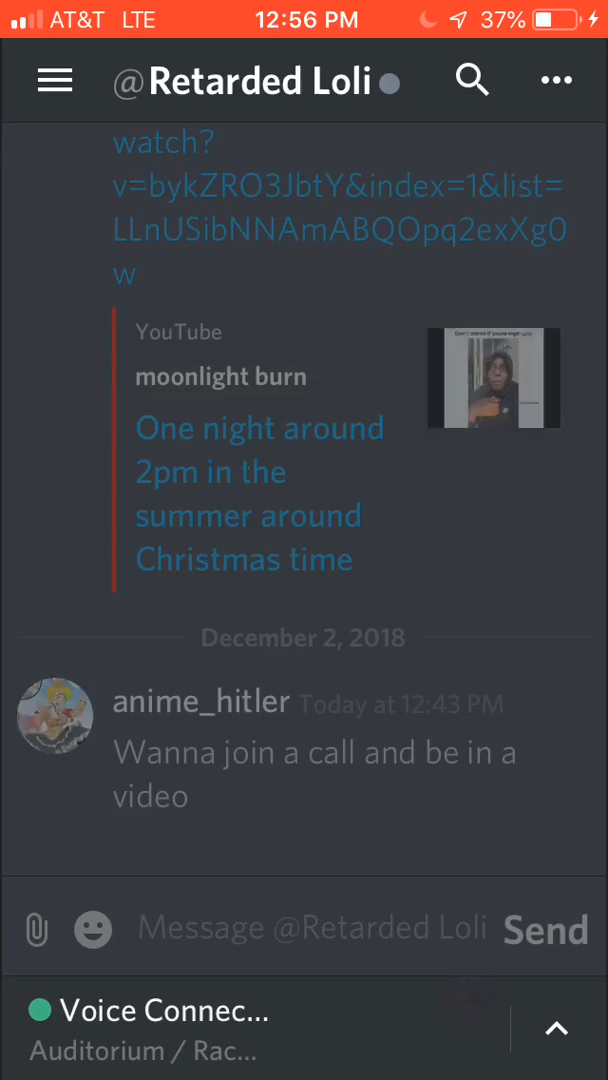 AT&T LTE 12:56 PM 37%
@Retarded Loli
watch?
v=bykZRO3JbtY&index=1&list=
LLnUSibNNAmABQOpq2exXg0
w
YouTube
moonlight burn
One night around
2pm in the
summer around
Christmas time
December 2, 2018
anime_hitler Today at 12:43 PM
Wanna join a call and be in a
video
Message @Retarded Loli Send
Voice Connec...
Auditorium / Rac...